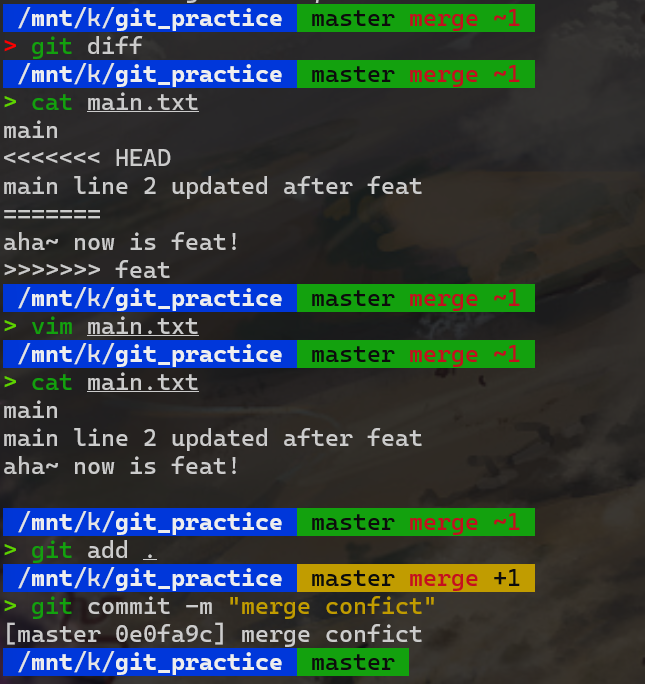 /mnt/k/git_practice master merge ~1
> git diff
/mnt/k/git_practice master merge ~1
> cat main.txt
main
<<<<<<< HEAD
main line 2 updated after feat
=======
aha~ now is feat!
>>>>>>> feat
/mnt/k/git_practice master merge ~1
> vim main.txt
/mnt/k/git_practice master merge ~1
> cat main.txt
main
main line 2 updated after feat
aha~ now is feat!
/mnt/k/git_practice master merge ~1
> git add .
/mnt/k/git_practice master merge +1
> git commit -m "merge confict"
[master 0e0fa9c] merge confict
/mnt/k/git_practice master